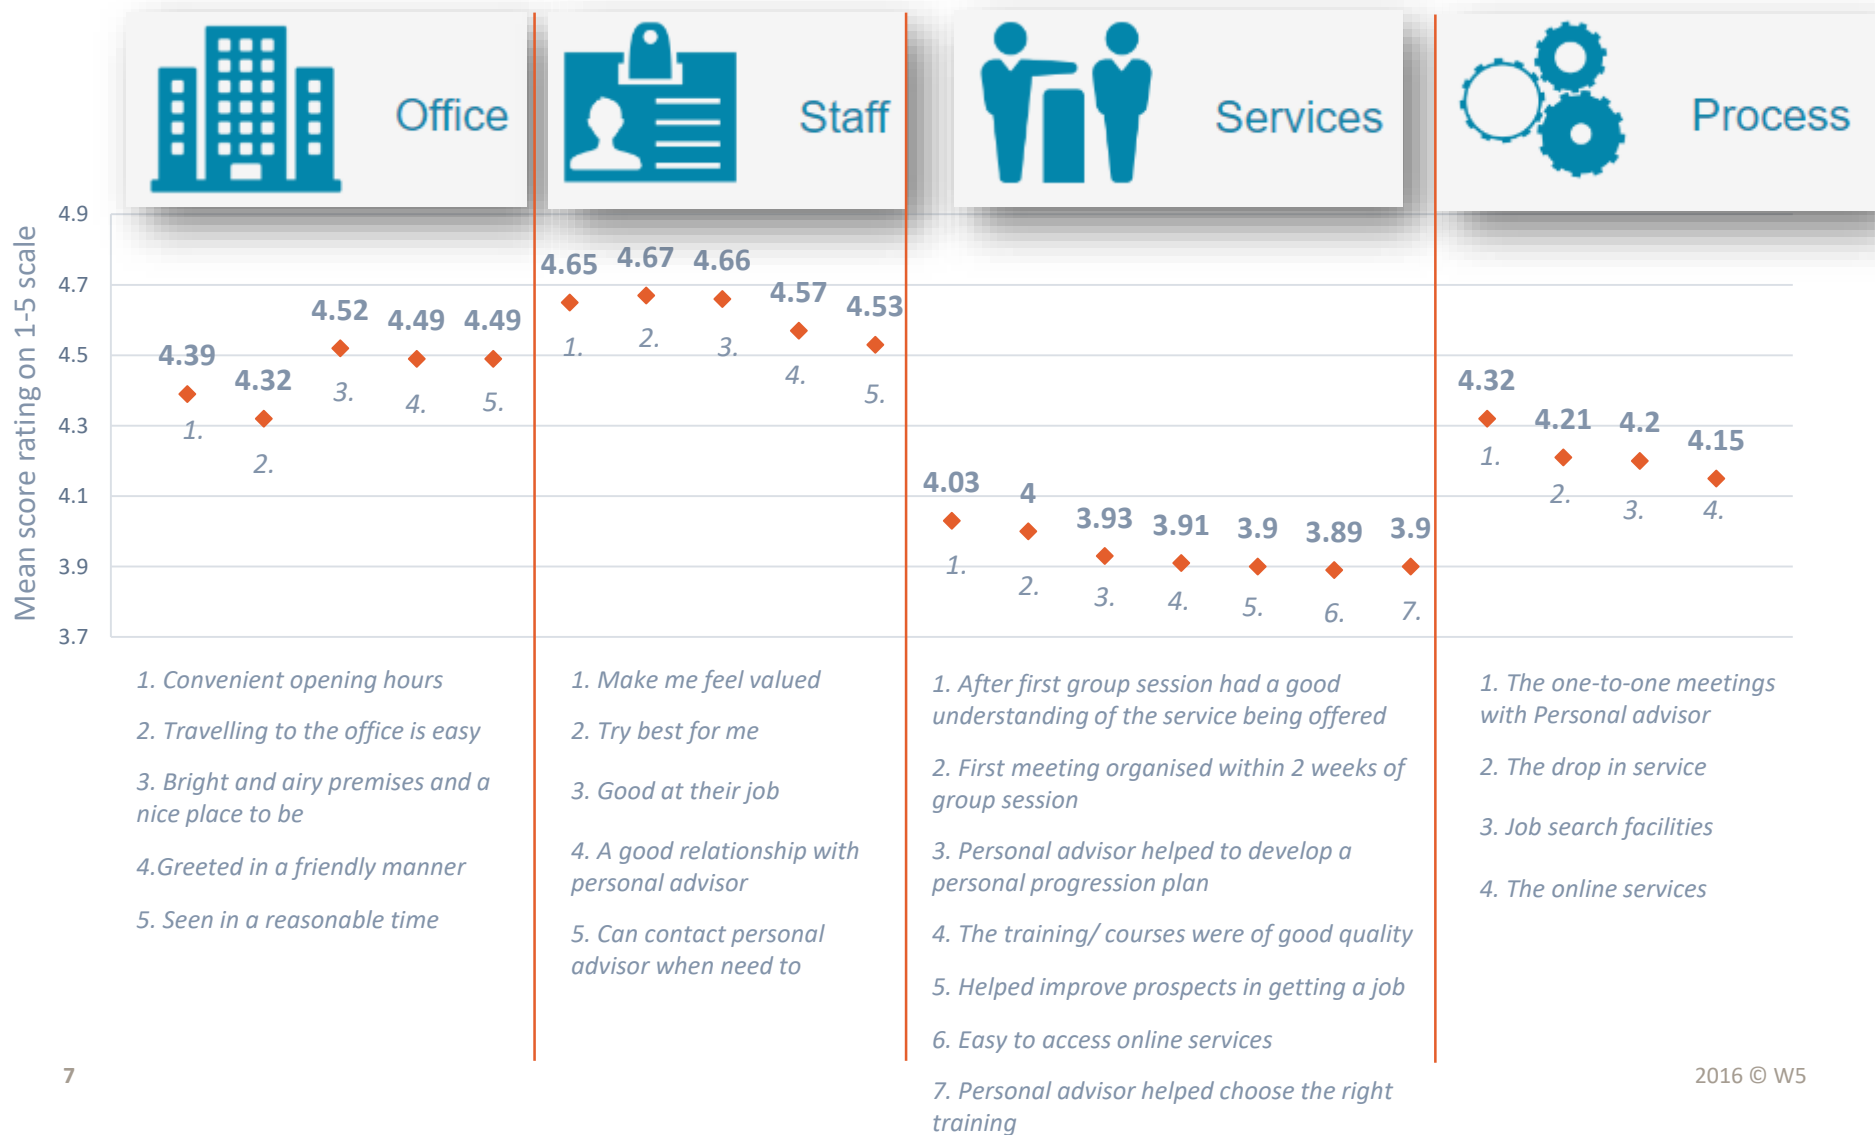 Office
Staff
Services
Process
Mean score rating on 1-5 scale
4.9
4.7
4.5
4.3
4.1
3.9
3.7
4.39
4.32
4.52
4.49
4.49
1.
2.
3.
4.
5.
4.65
4.67
4.66
4.57
4.53
1.
2.
3.
4.
5.
4.03
4
3.93
3.91
3.9
3.89
3.9
1.
2.
3.
4.
5.
6.
7.
4.32
4.21
4.2
4.15
1.
2.
3.
4.
1. Convenient opening hours
2. Travelling to the office is easy
3. Bright and airy premises and a
nice place to be
4.Greeted in a friendly manner
5. Seen in a reasonable time
1. Make me feel valued
2. Try best for me
3. Good at their job
4. A good relationship with
personal advisor
5. Can contact personal
advisor when need to
1. After first group session had a good
understanding of the service being offered
2. First meeting organised within 2 weeks of
group session
3. Personal advisor helped to develop a
personal progression plan
4. The training/ courses were of good quality
5. Helped improve prospects in getting a job
6. Easy to access online services
7. Personal advisor helped choose the right
training
1. The one-to-one meetings
with Personal advisor
2. The drop in service
3. Job search facilities
4. The online services
7
2016 © W5